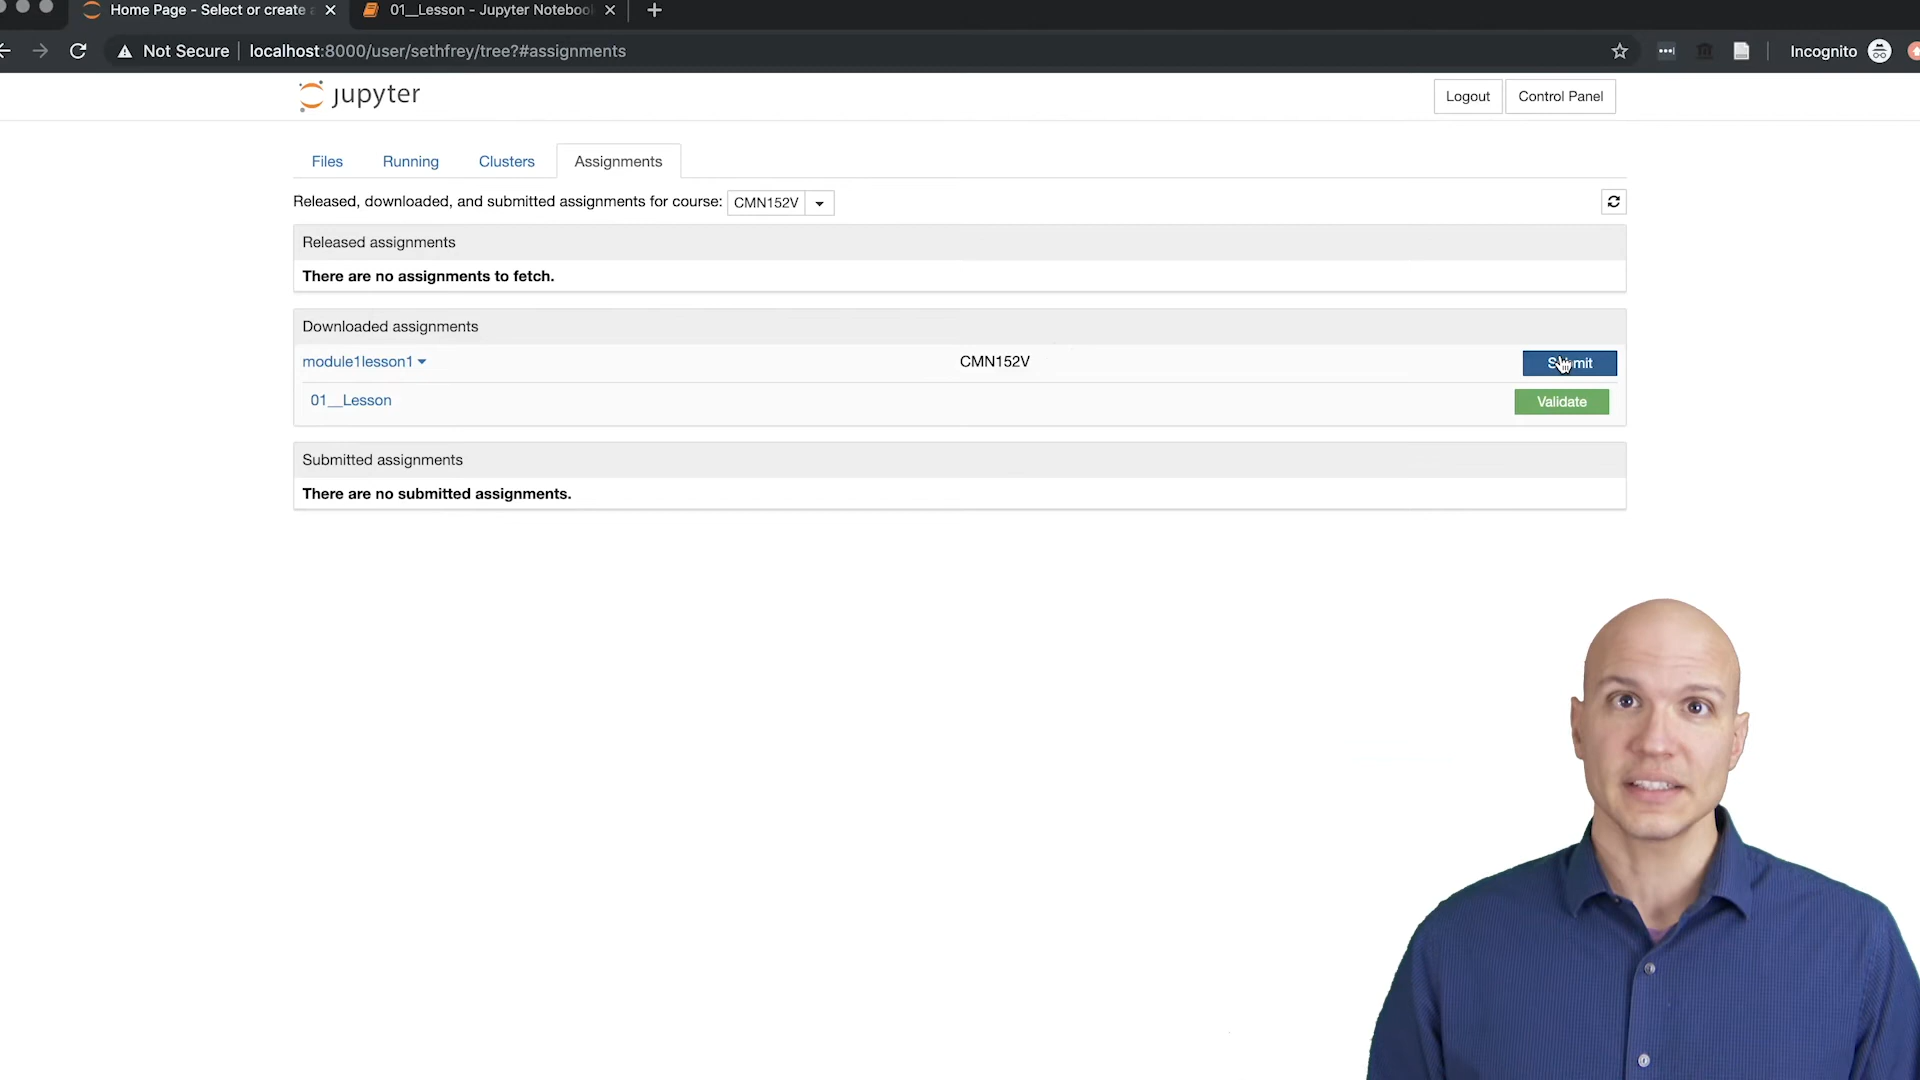 Home Page - Select or create a
01__Lesson - Jupyter Noteboo
Not Secure
localhost:8000/user/sethfrey/tree?#assignments
Incognito
jupyter
Logout
Control Panel
Files
Running
Clusters
Assignments
Released, downloaded, and submitted assignments for course: CMN152V
Released assignments
There are no assignments to fetch.
Downloaded assignments
module1lesson1
CMN152V
Submit
01__Lesson
Validate
Submitted assignments
There are no submitted assignments.